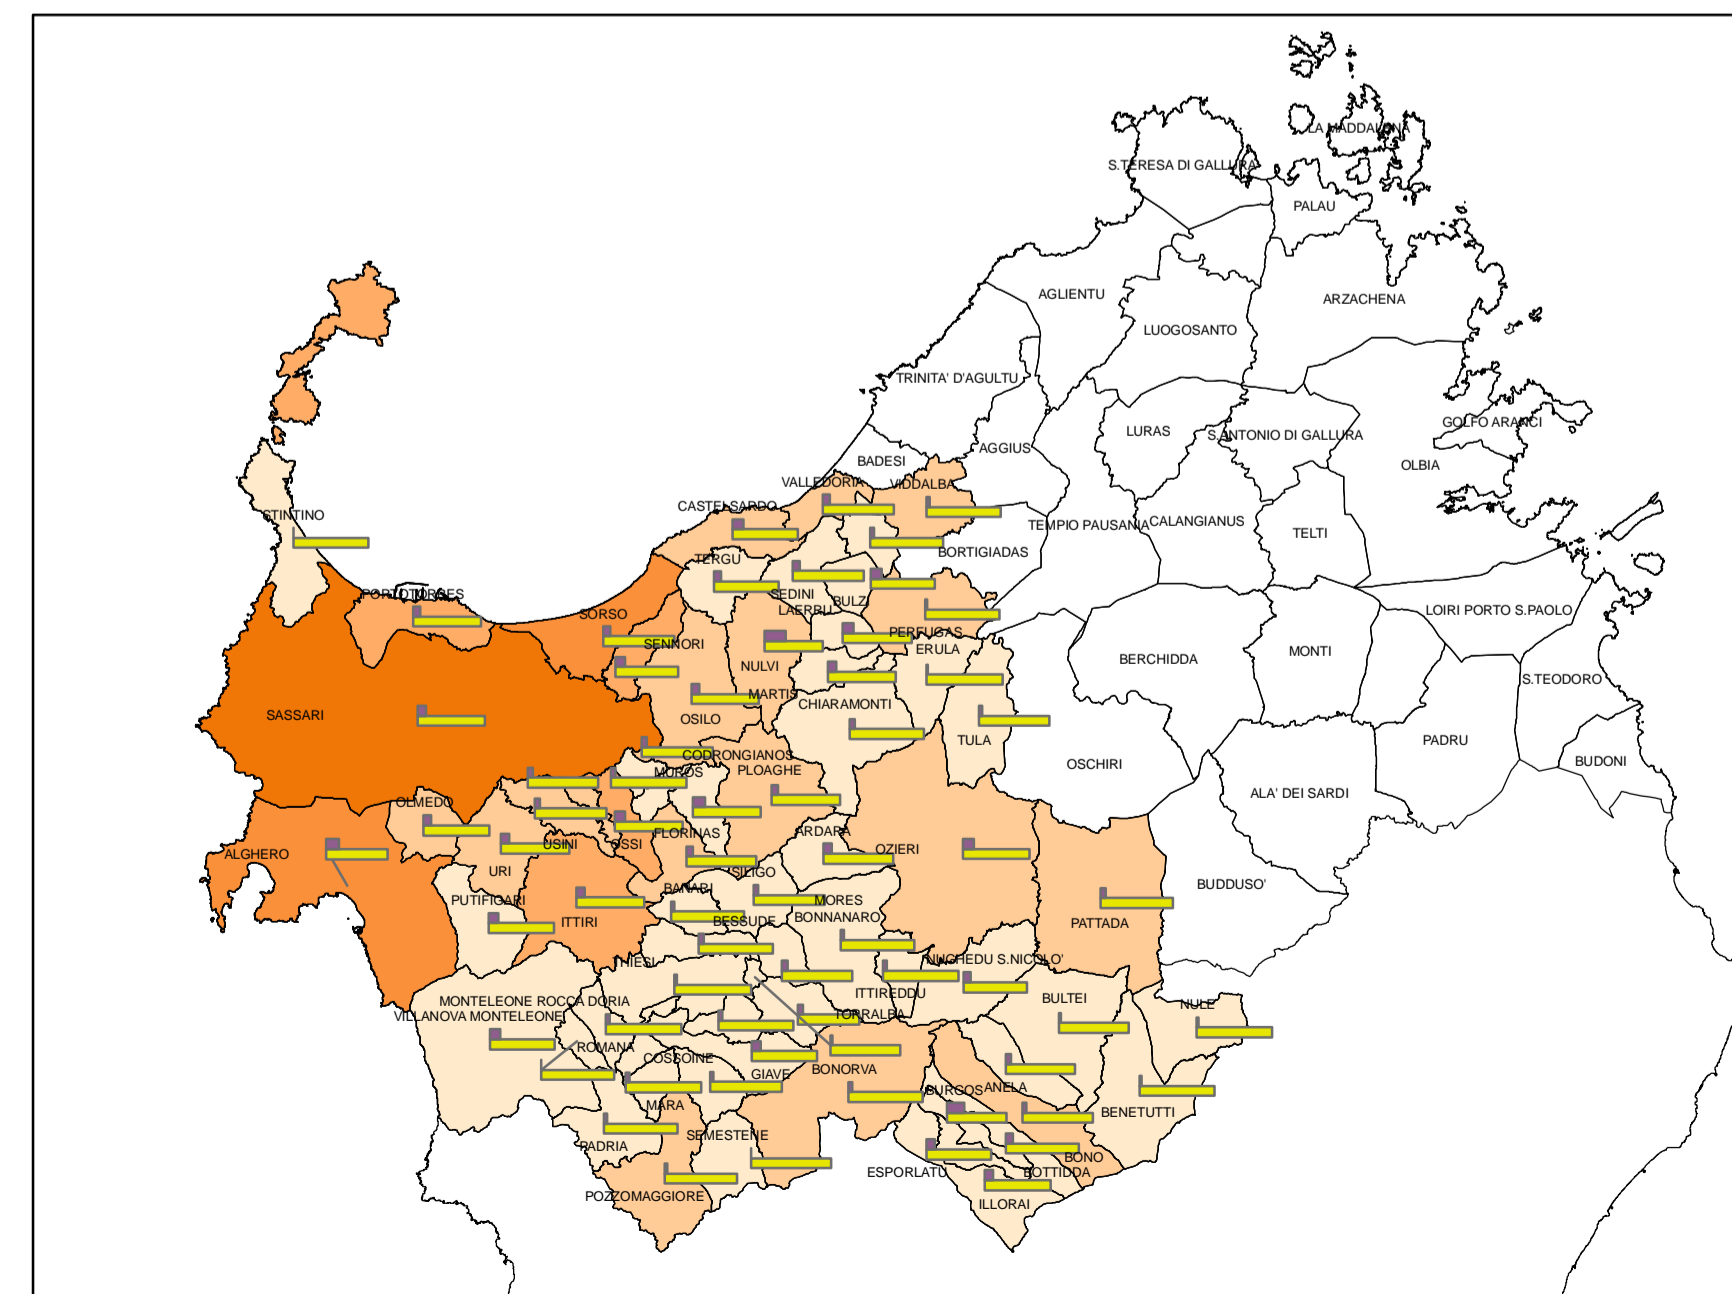 LA MADDALENA
S.TERESA DI GALLURA
PALAU
AGLIENTU
ARZACHENA
LUOGOSANTO
TRINITA' D'AGULTU
GOLFO ARANCI
LURAS
S.ANTONIO DI GALLURA
AGGIUS
BADESI
OLBIA
VALLEDORIA
VIDDALBA
CASTELSARDO
STINTINO
TEMPIO PAUSANIA
CALANGIANUS
TELTI
BORTIGIADAS
TERGU
PORTO TORRES
SEDINI
BULZI
LAERRU
LOIRI PORTO S.PAOLO
SORSO
PERFUGAS
SENNORI
ERULA
MONTI
BERCHIDDA
NULVI
S.TEODORO
MARTIS
CHIARAMONTI
SASSARI
OSILO
TULA
PADRU
CODRONGIANOS
BUDONI
OSCHIRI
MUROS
PLOAGHE
ALA' DEI SARDI
OLMEDO
FLORINAS
ARDARA
USINI
OSSI
OZIERI
ALGHERO
URI
SILIGO
BUDDUSO'
BANARI
PUTIFIGARI
MORES
BONNANARO
ITTIRI
BESSUDE
PATTADA
THIESI
NUGHEDU S.NICOLO'
ITTIREDDU
BULTEI
MONTELEONE ROCCA DORIA
NULE
VILLANOVA MONTELEONE
TORRALBA
ROMANA
COSSOINE
GIAVE
BONORVA
BURGOS
ANELA
MARA
BENETUTTI
SEMESTENE
PADRIA
BONO
ESPORLATU
BOTTIDDA
POZZOMAGGIORE
ILLORAI